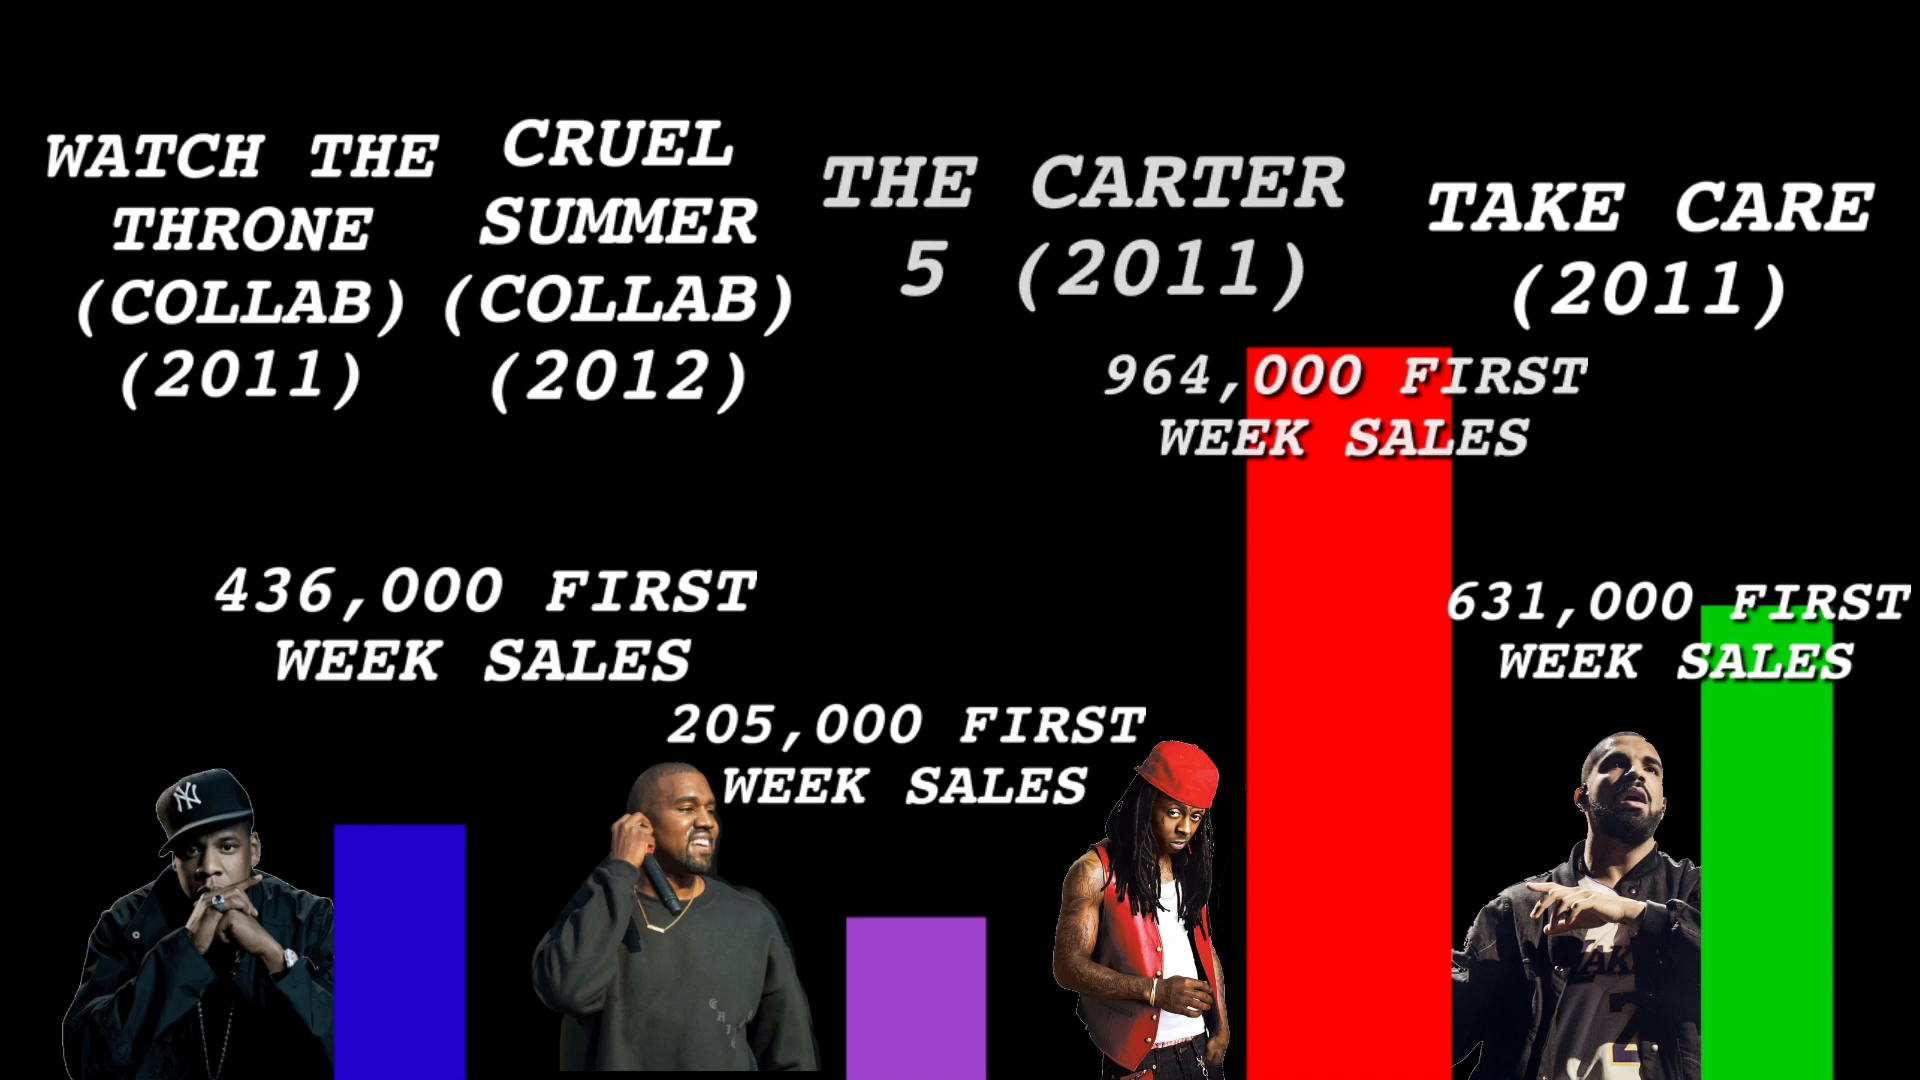 WATCH THE
THRONE
(COLLAB)
(2011)
CRUEL
SUMMER
(COLLAB)
(2012)
THE CARTER
5 (2011)
TAKE CARE
(2011)
436,000 FIRST
WEEK SALES
205,000 FIRST
WEEK SALES
964,000 FIRST
WEEK SALES
631,000 FIRST
WEEK SALES
NY